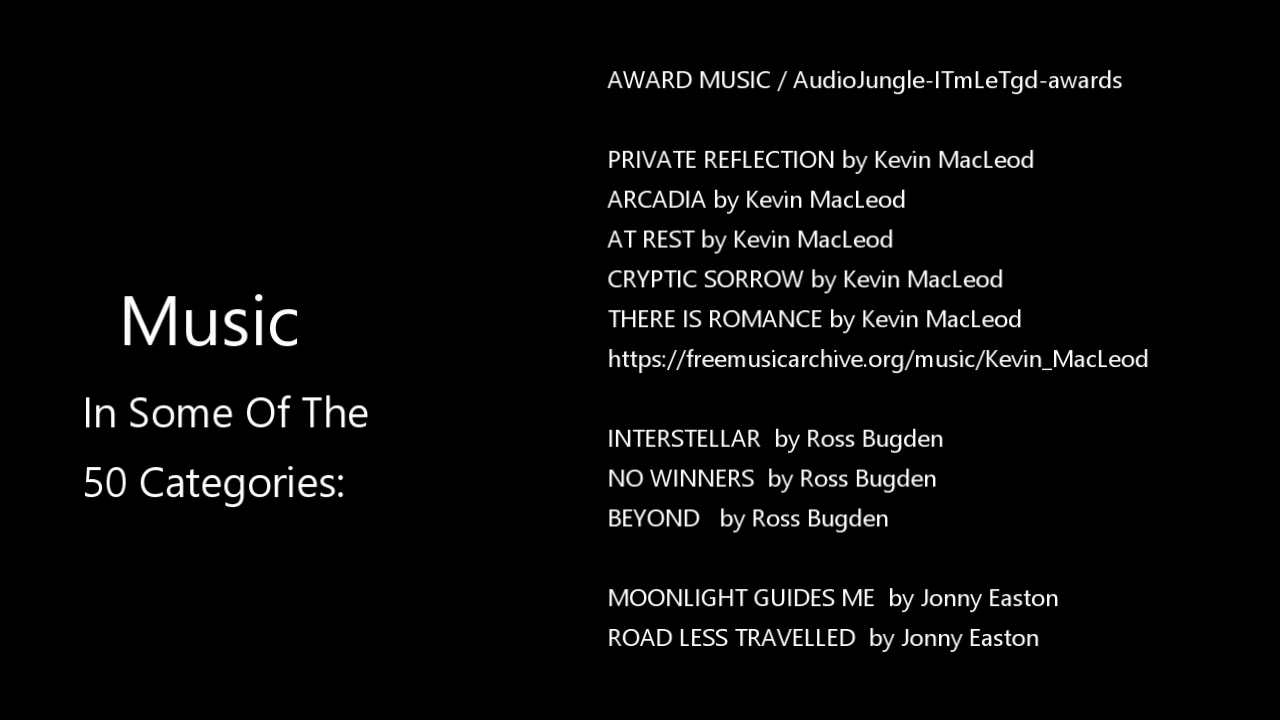 Music
In Some Of The
50 Categories:
AWARD MUSIC / AudioJungle-ITmLeTgd-awards
PRIVATE REFLECTION by Kevin MacLeod
ARCADIA by Kevin MacLeod
AT REST by Kevin MacLeod
CRYPTIC SORROW by Kevin MacLeod
THERE IS ROMANCE by Kevin MacLeod
https://freemusicarchive.org/music/Kevin_MacLeod
INTERSTELLAR  by Ross Bugden
NO WINNERS  by Ross Bugden
BEYOND   by Ross Bugden
MOONLIGHT GUIDES ME  by Jonny Easton
ROAD LESS TRAVELLED  by Jonny Easton